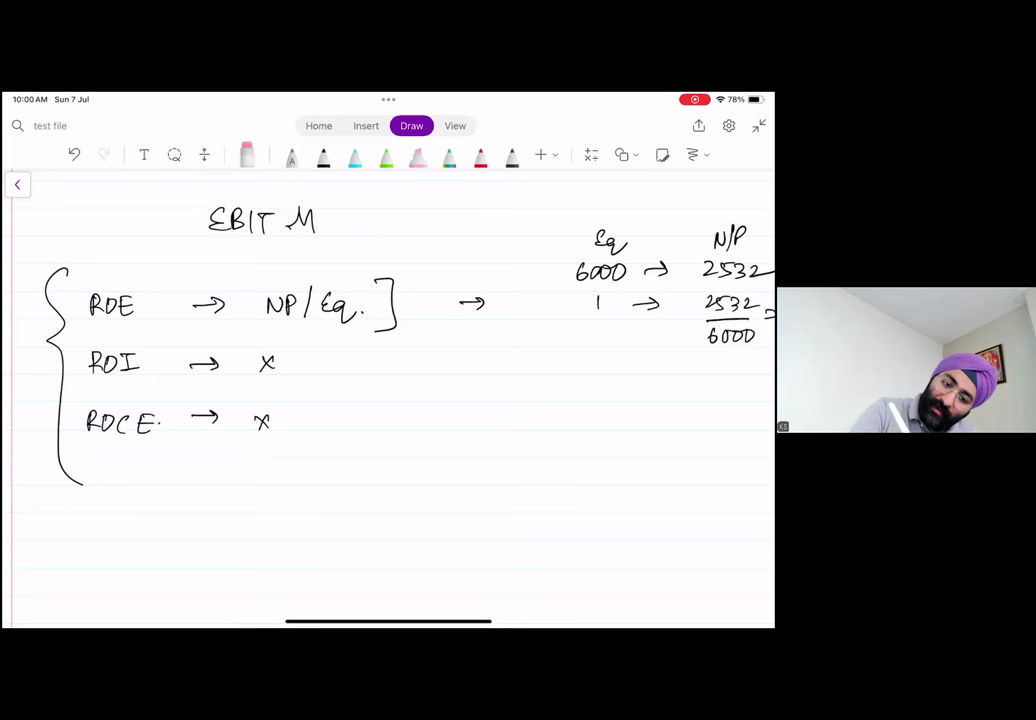 10:00 AM Sun 7 Jul
78%
test file
Home Insert Draw View
T
A
EBIT M
Eq N/P
6000 → 2532
ROE → NP/Eq. ] → 1 → 2532
6000 =
ROI → x
ROCE. → x
KS